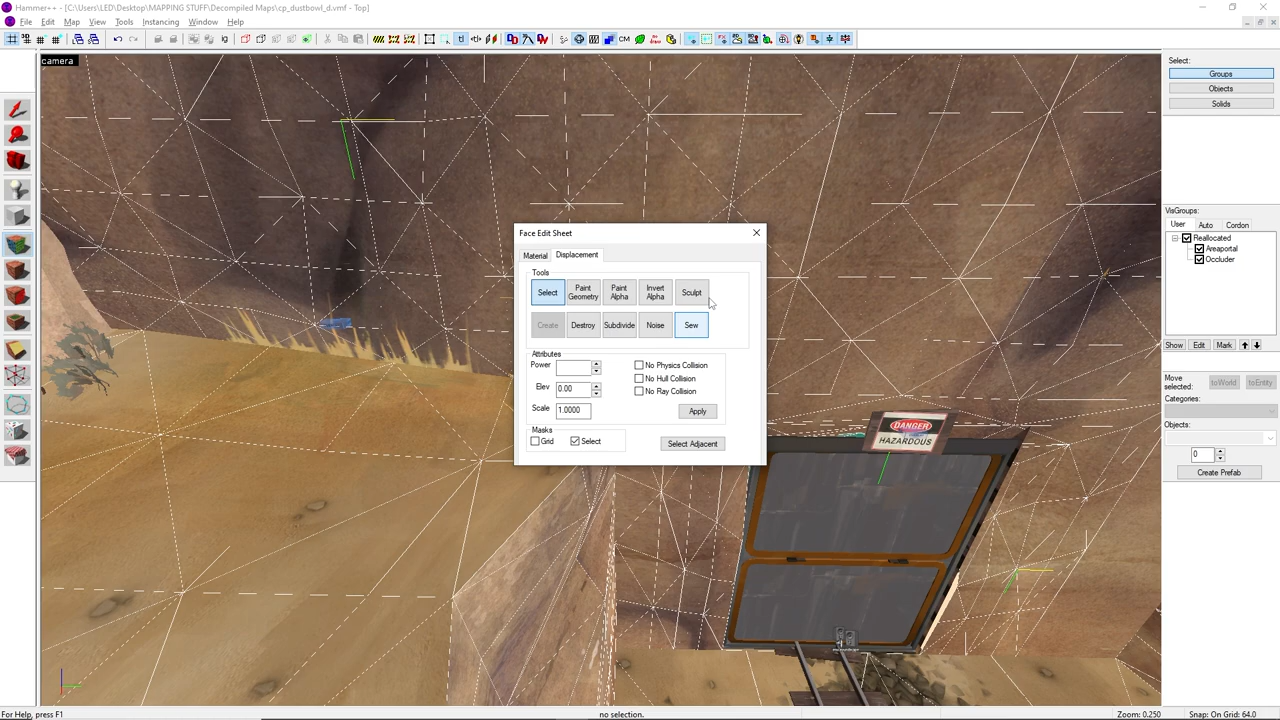 Hammer++ - [C:\Users\LED\Desktop\MAPPING STUFF\Decompiled Maps\cp_dustbowl_d.vmf - Top]
File Edit Map View Tools Instancing Window Help
CM
camera
Select:
Groups
Objects
Solids
VisGroups:
User Auto Cordon
Reallocated
Areaportal
Occluder
Show Edit Mark
Move selected:
toWorld toEntity
Categories:
Objects:
0
Create Prefab
Face Edit Sheet
Material Displacement
Tools
Select Paint Geometry Paint Alpha Invert Alpha Sculpt
Create Destroy Subdivide Noise Sew
Attributes
Power No Physics Collision
No Hull Collision
Elev 0.00 No Ray Collision
Scale 1.0000 Apply
Masks
Grid Select Select Adjacent
DANGER
HAZARDOUS
For Help, press F1 no selection. Zoom: 0.250 Snap: On Grid: 64.0